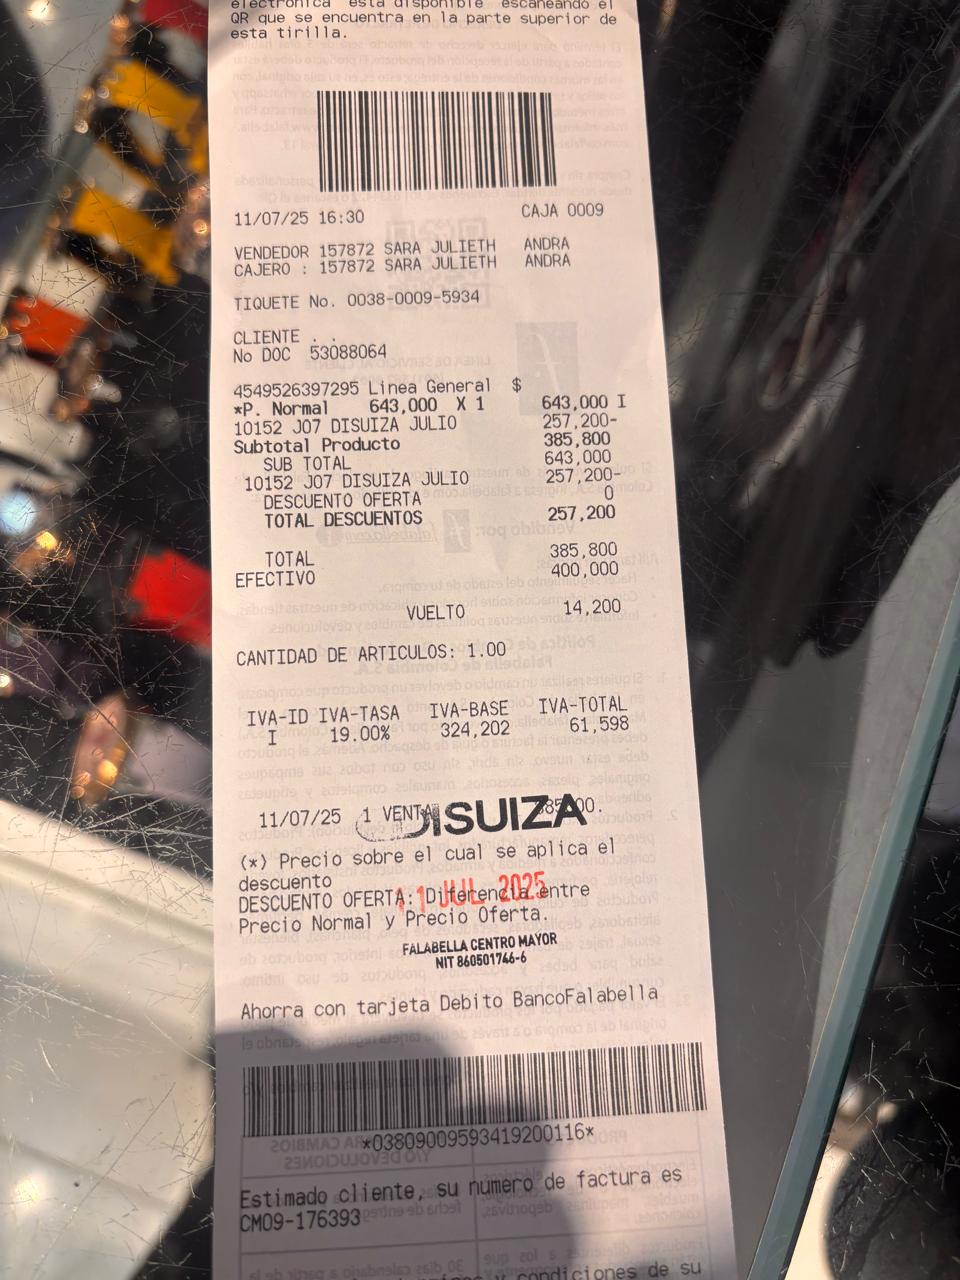 electrónica está disponible escaneando el
QR que se encuentra en la parte superior de
esta tirilla.
11/07/25 16:30 CAJA 0009
VENDEDOR 157872 SARA JULIETH ANDRA
CAJERO : 157872 SARA JULIETH ANDRA
TIQUETE No. 0038-0009-5934
CLIENTE . .
No DOC 53088064
4549526397295 Linea General $
*P. Normal 643,000 X 1 643,000 I
10152 J07 DISUIZA JULIO 257,200-
Subtotal Producto 385,800
SUB TOTAL 643,000
10152 J07 DISUIZA JULIO 257,200-
DESCUENTO OFERTA 0
TOTAL DESCUENTOS 257,200
TOTAL 385,800
EFECTIVO 400,000
VUELTO 14,200
CANTIDAD DE ARTICULOS: 1.00
IVA-ID IVA-TASA IVA-BASE IVA-TOTAL
I 19.00% 324,202 61,598
11/07/25 1 VENTA
DISUIZA
(*) Precio sobre el cual se aplica el
descuento
11 JUL 2025
DESCUENTO OFERTA: Diferencia entre
Precio Normal y Precio Oferta.
FALABELLA CENTRO MAYOR
NIT 860501746-6
Ahorra con tarjeta Debito BancoFalabella
*03809009593419200116*
Estimado cliente, su numero de factura es
CM09-176393
y condiciones de su